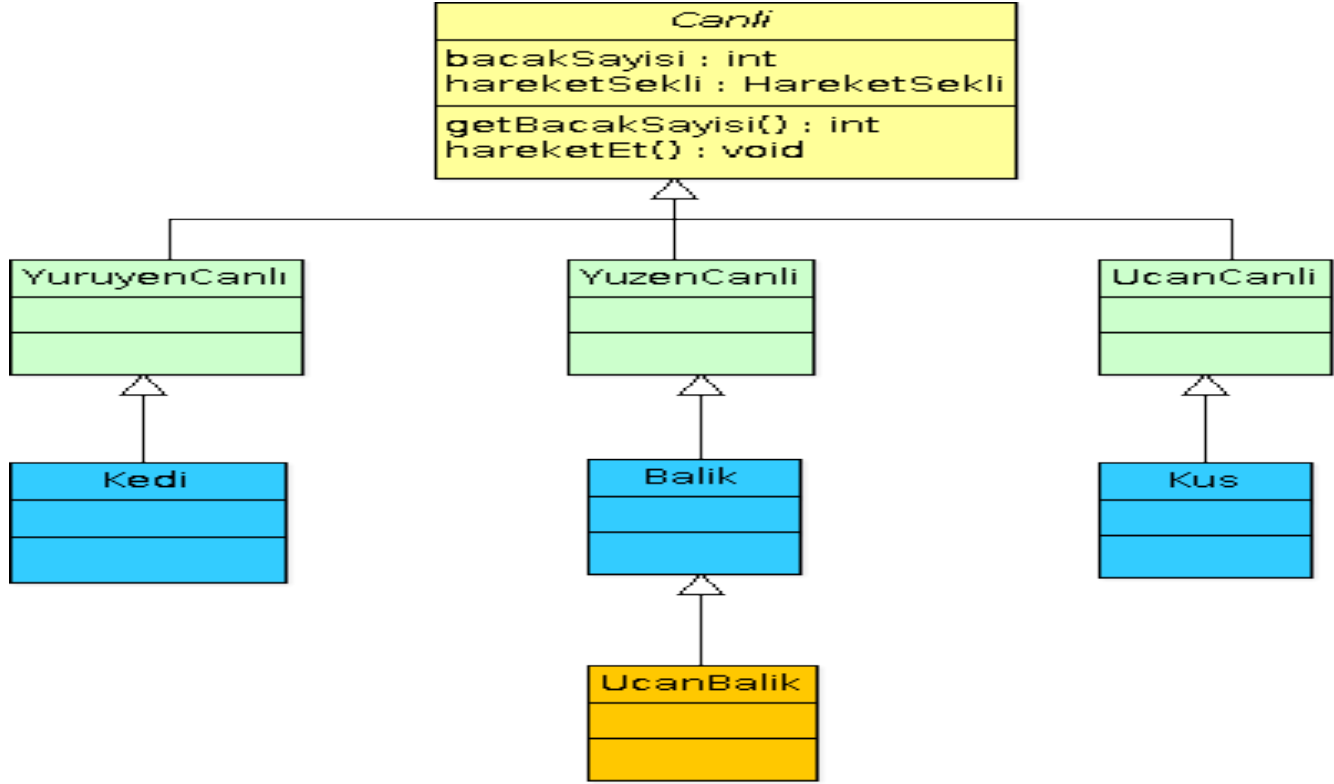 Canli
bacakSayisi : int
hareketSekli : HareketSekli
getBacakSayisi() : int
hareketEt() : void
YuruyenCanlı
YuzenCanli
UcanCanli
Kedi
Balik
Kus
UcanBalik